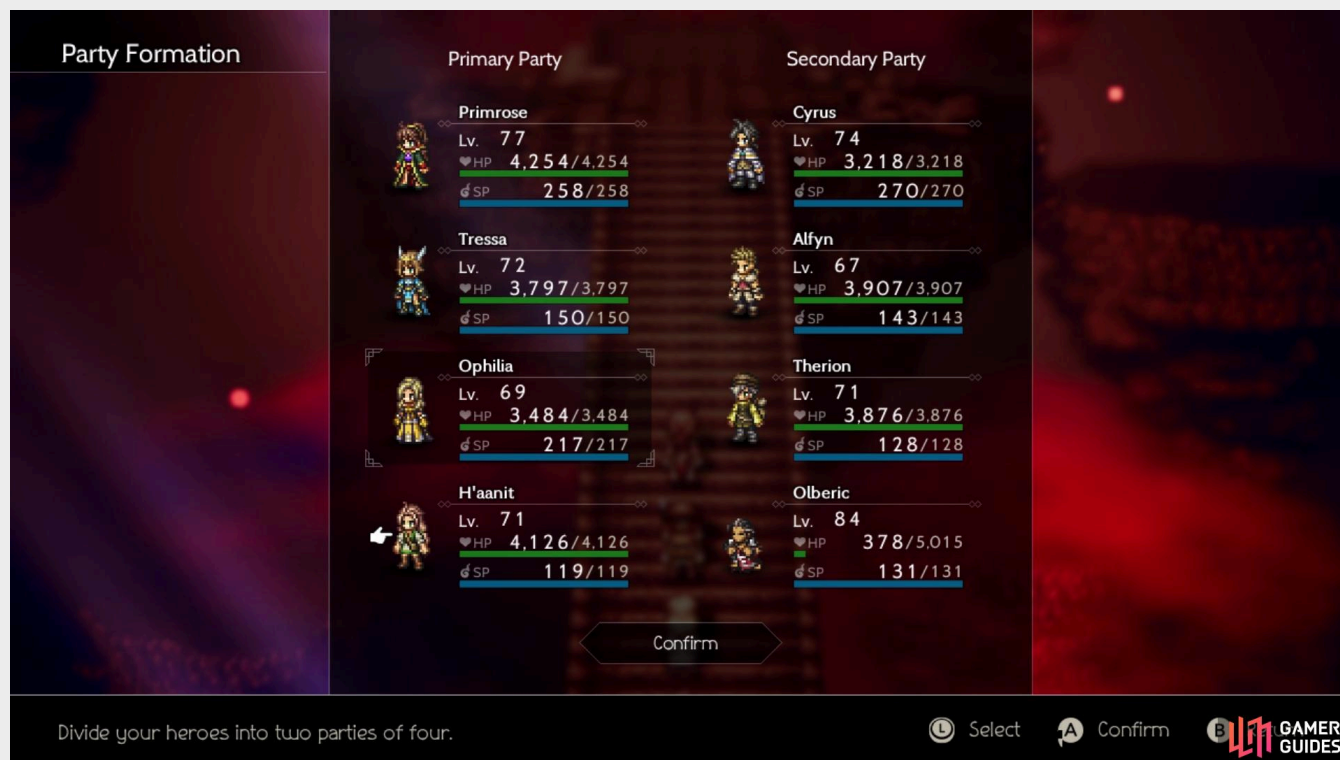 Party Formation
Primary Party
Primrose
Lv. 77
HP 4,254/4,254
SP 258/258
Tressa
Lv. 72
HP 3,797/3,797
SP 150/150
Ophilia
Lv. 69
HP 3,484/3,484
SP 217/217
H'aanit
Lv. 71
HP 4,126/4,126
SP 119/119
Secondary Party
Cyrus
Lv. 74
HP 3,218/3,218
SP 270/270
Alfyn
Lv. 67
HP 3,907/3,907
SP 143/143
Therion
Lv. 71
HP 3,876/3,876
SP 128/128
Olberic
Lv. 84
HP 378/5,015
SP 131/131
Confirm
Divide your heroes into two parties of four.
L Select A Confirm B
GAMER
GUIDES